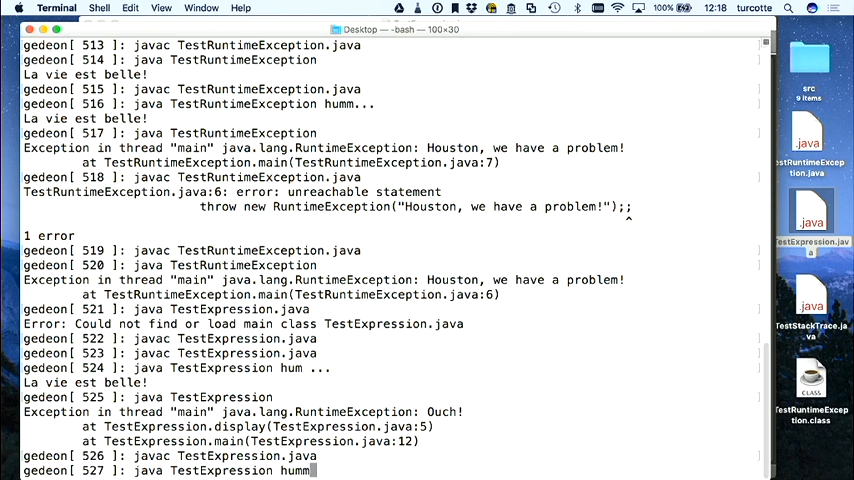 Terminal Shell Edit View Window Help
100% 12:18 turcotte
Desktop — -bash — 100×30
gedeon[ 513 ]: javac TestRuntimeException.java
gedeon[ 514 ]: java TestRuntimeException
La vie est belle!
gedeon[ 515 ]: javac TestRuntimeException.java
gedeon[ 516 ]: java TestRuntimeException humm...
La vie est belle!
gedeon[ 517 ]: java TestRuntimeException
Exception in thread "main" java.lang.RuntimeException: Houston, we have a problem!
at TestRuntimeException.main(TestRuntimeException.java:7)
gedeon[ 518 ]: javac TestRuntimeException.java
TestRuntimeException.java:6: error: unreachable statement
throw new RuntimeException("Houston, we have a problem!");;
^
1 error
gedeon[ 519 ]: javac TestRuntimeException.java
gedeon[ 520 ]: java TestRuntimeException
Exception in thread "main" java.lang.RuntimeException: Houston, we have a problem!
at TestRuntimeException.main(TestRuntimeException.java:6)
gedeon[ 521 ]: java TestExpression.java
Error: Could not find or load main class TestExpression.java
gedeon[ 522 ]: javac TestExpression.java
gedeon[ 523 ]: javac TestExpression.java
gedeon[ 524 ]: java TestExpression hum ...
La vie est belle!
gedeon[ 525 ]: java TestExpression
Exception in thread "main" java.lang.RuntimeException: Ouch!
at TestExpression.display(TestExpression.java:5)
at TestExpression.main(TestExpression.java:12)
gedeon[ 526 ]: javac TestExpression.java
gedeon[ 527 ]: java TestExpression humm
src
9 items
.java
estRuntimeExcep
tion.java
.java
TestExpression.jav
a
.java
TestStackTrace.ja
va
CLASS
estRuntimeExcep
tion.class